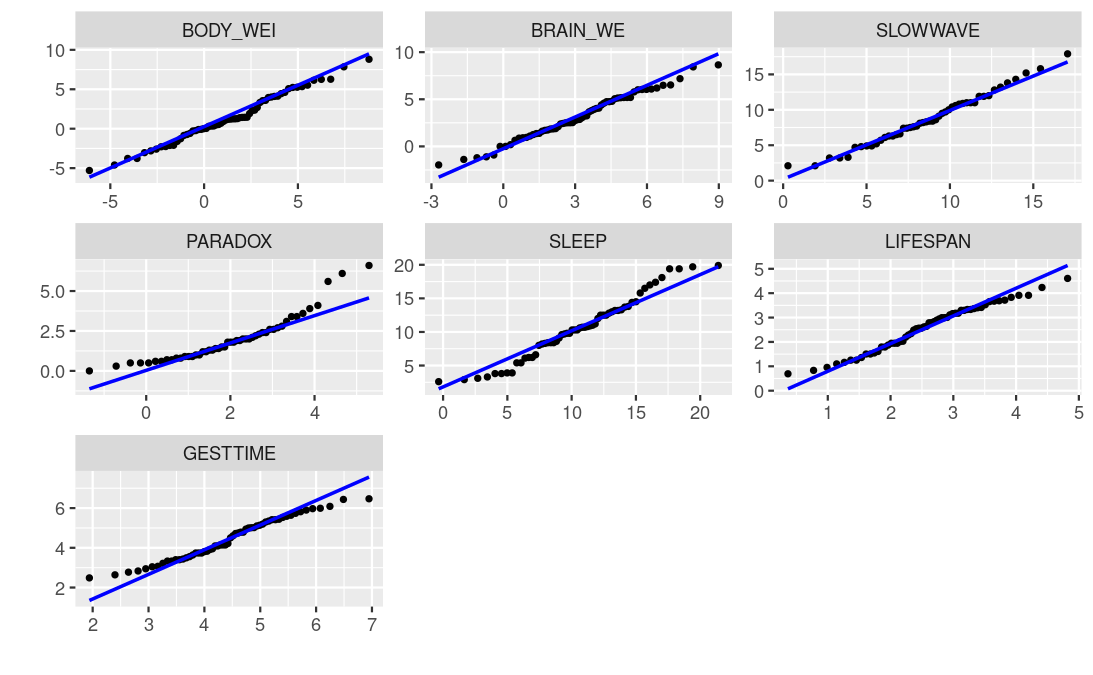 BODY_WEI BRAIN_WE SLOWWAVE
10 5 0 -5
-5 0 5
10 5 0
-3 0 3 6 9
15 10 5 0
0 5 10 15
PARADOX SLEEP LIFESPAN
5.0 2.5 0.0
0 2 4
20 15 10 5
0 5 10 15 20
5 4 3 2 1 0
1 2 3 4 5
GESTTIME
6 4 2
2 3 4 5 6 7